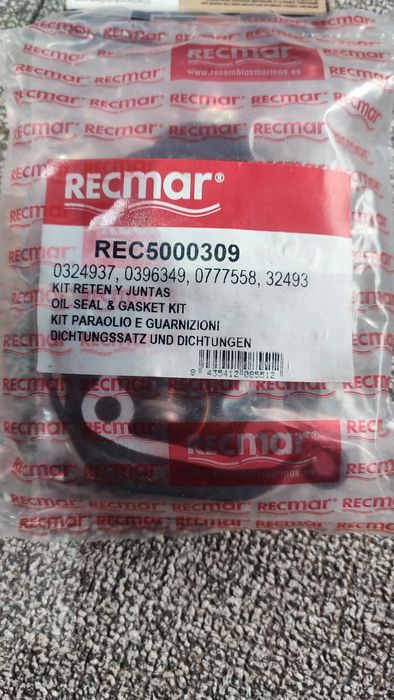 RECMAR®
www.recambiosmarinos.es
RECMAR®
REC5000309
0324937, 0396349, 0777558, 32493
KIT RETEN Y JUNTAS
OIL SEAL & GASKET KIT
KIT PARAOLIO E GUARNIZIONI
DICHTUNGSSATZ UND DICHTUNGEN
8 435412 085512
RECMAR®